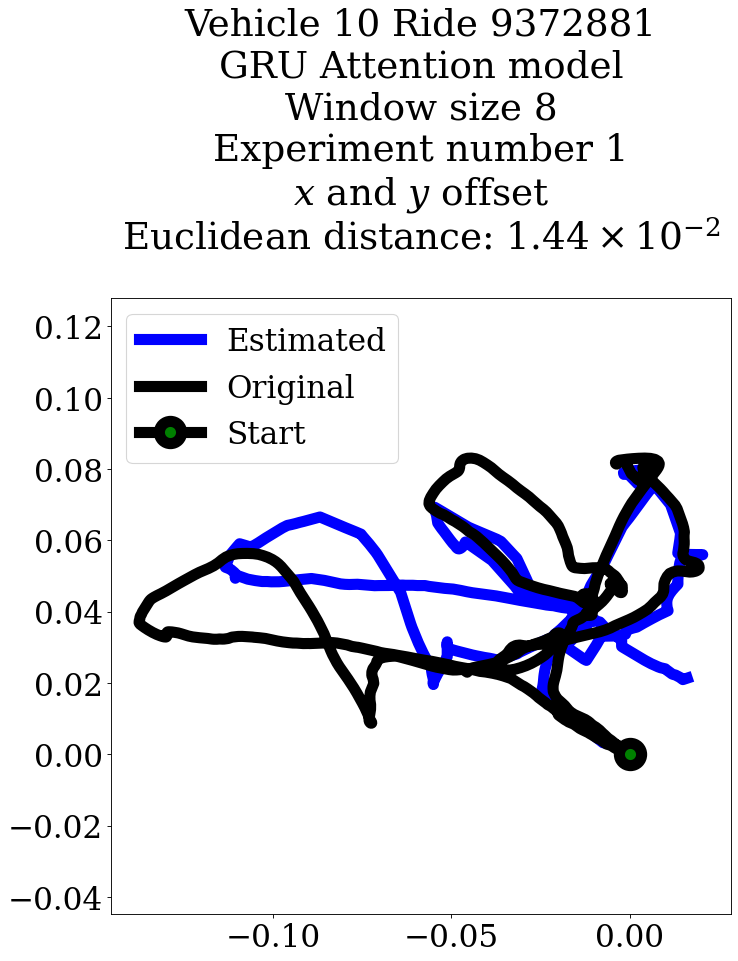 Vehicle 10 Ride 9372881
GRU Attention model
Window size 8
Experiment number 1
x and y offset
Euclidean distance: 1.44 × 10⁻²
Estimated
Original
Start
0.12
0.10
0.08
0.06
0.04
0.02
0.00
−0.02
−0.04
−0.10
−0.05
0.00